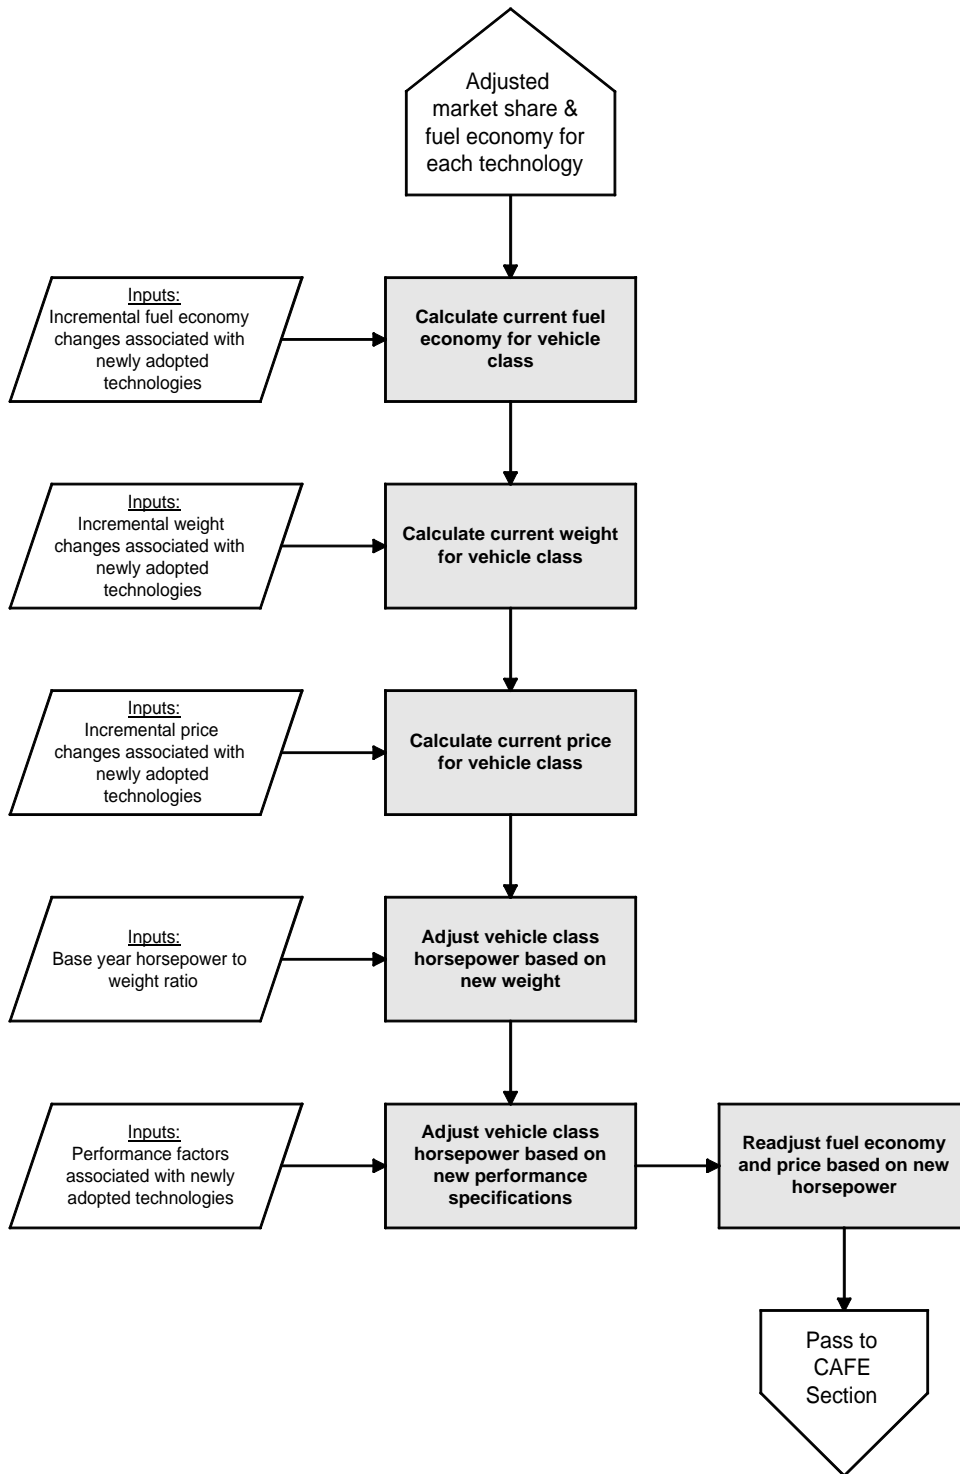 Adjusted
market share &
fuel economy for
each technology
Inputs:
Incremental fuel economy
changes associated with
newly adopted
technologies
Calculate current fuel
economy for vehicle
class
Inputs:
Incremental weight
changes associated with
newly adopted
technologies
Calculate current weight
for vehicle class
Inputs:
Incremental price
changes associated with
newly adopted
technologies
Calculate current price
for vehicle class
Inputs:
Base year horsepower to
weight ratio
Adjust vehicle class
horsepower based on
new weight
Inputs:
Performance factors
associated with newly
adopted technologies
Adjust vehicle class
horsepower based on
new performance
specifications
Readjust fuel economy
and price based on new
horsepower
Pass to
CAFE
Section